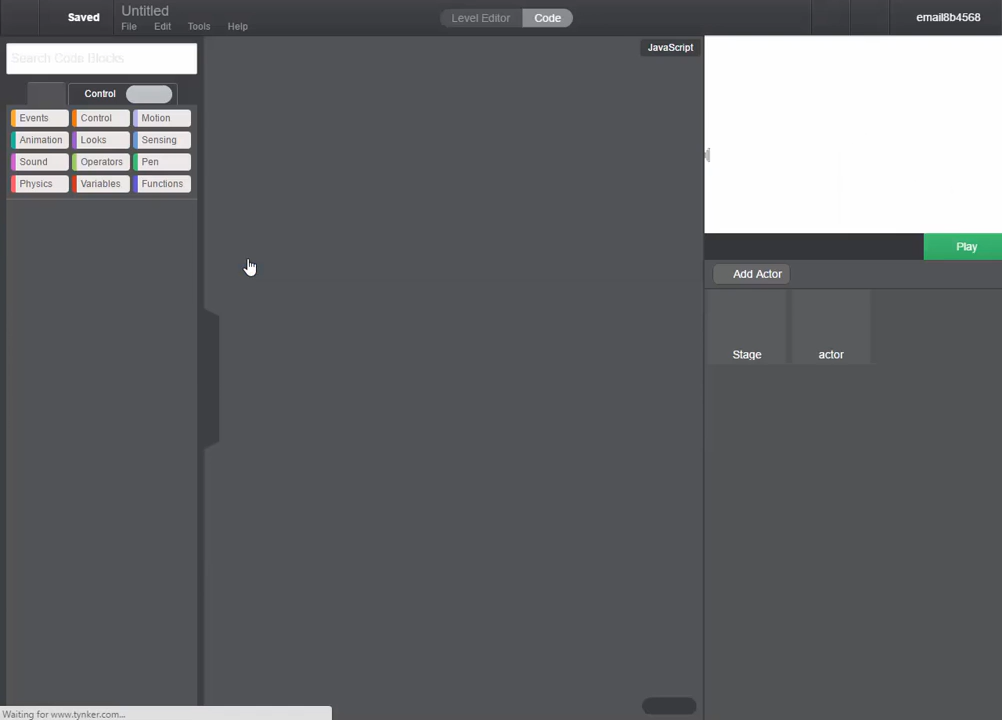 Saved
Untitled
File Edit Tools Help
Level Editor Code
email8b4568
Search Code Blocks
JavaScript
Control
Events Control Motion
Animation Looks Sensing
Sound Operators Pen
Physics Variables Functions
Play
Add Actor
Stage actor
Waiting for www.tynker.com...